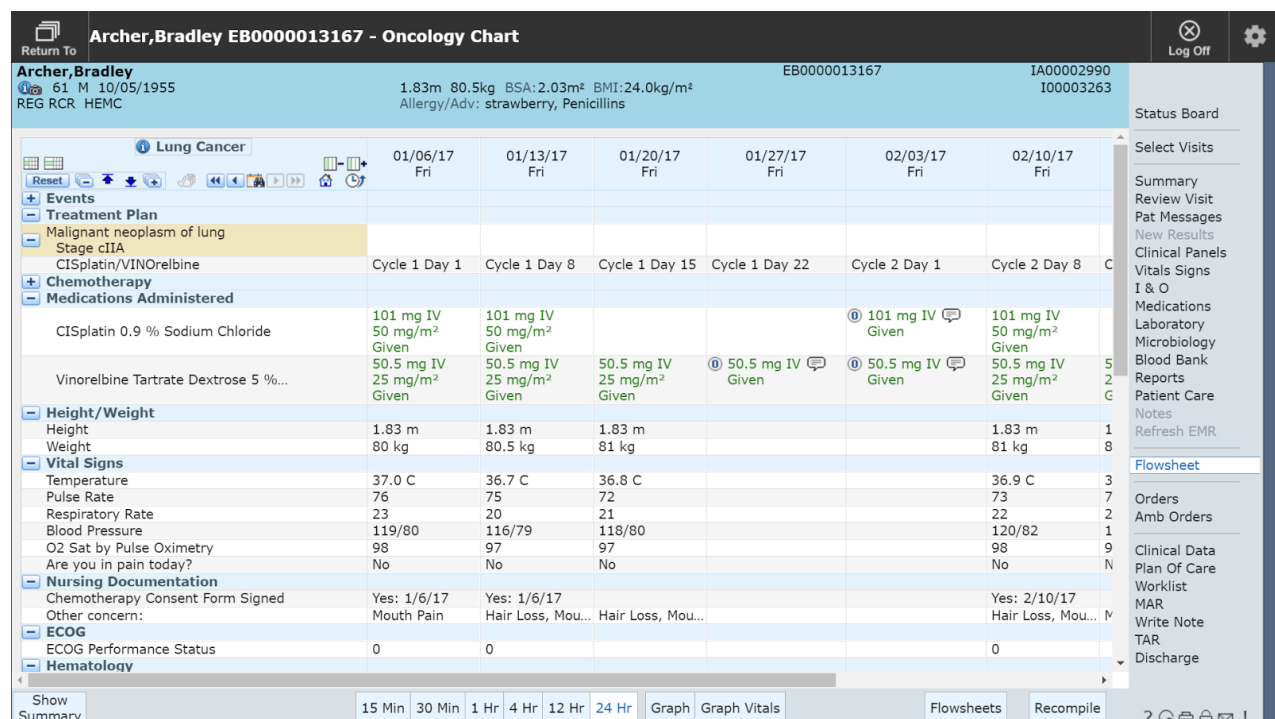 Return To
Archer,Bradley EB0000013167 - Oncology Chart
Log Off
Archer,Bradley EB0000013167 IA00002990
61 M 10/05/1955 1.83m 80.5kg BSA:2.03m² BMI:24.0kg/m² I00003263
REG RCR HEMC Allergy/Adv: strawberry, Penicillins
Lung Cancer
Reset
01/06/17 01/13/17 01/20/17 01/27/17 02/03/17 02/10/17
Fri Fri Fri Fri Fri Fri
Events
Treatment Plan
Malignant neoplasm of lung
Stage cIIA
CISplatin/VINOrelbine Cycle 1 Day 1 Cycle 1 Day 8 Cycle 1 Day 15 Cycle 1 Day 22 Cycle 2 Day 1 Cycle 2 Day 8 C
Chemotherapy
Medications Administered
101 mg IV 101 mg IV 101 mg IV 101 mg IV
CISplatin 0.9 % Sodium Chloride 50 mg/m² 50 mg/m² Given 50 mg/m²
Given Given Given
50.5 mg IV 50.5 mg IV 50.5 mg IV 50.5 mg IV 50.5 mg IV 50.5 mg IV 5
Vinorelbine Tartrate Dextrose 5 %... 25 mg/m² 25 mg/m² 25 mg/m² Given Given 25 mg/m² 2
Given Given Given Given G
Height/Weight
Height 1.83 m 1.83 m 1.83 m 1.83 m 1
Weight 80 kg 80.5 kg 81 kg 81 kg 8
Vital Signs
Temperature 37.0 C 36.7 C 36.8 C 36.9 C 3
Pulse Rate 76 75 72 73 7
Respiratory Rate 23 20 21 22 2
Blood Pressure 119/80 116/79 118/80 120/82 1
O2 Sat by Pulse Oximetry 98 97 97 98 9
Are you in pain today? No No No No N
Nursing Documentation
Chemotherapy Consent Form Signed Yes: 1/6/17 Yes: 1/6/17 Yes: 2/10/17
Other concern: Mouth Pain Hair Loss, Mou... Hair Loss, Mou... Hair Loss, Mou... M
ECOG
ECOG Performance Status 0 0 0
Hematology
Status Board
Select Visits
Summary
Review Visit
Pat Messages
New Results
Clinical Panels
Vitals Signs
I & O
Medications
Laboratory
Microbiology
Blood Bank
Reports
Patient Care
Notes
Refresh EMR
Flowsheet
Orders
Amb Orders
Clinical Data
Plan Of Care
Worklist
MAR
Write Note
TAR
Discharge
Show
Summary
15 Min 30 Min 1 Hr 4 Hr 12 Hr 24 Hr Graph Graph Vitals Flowsheets Recompile